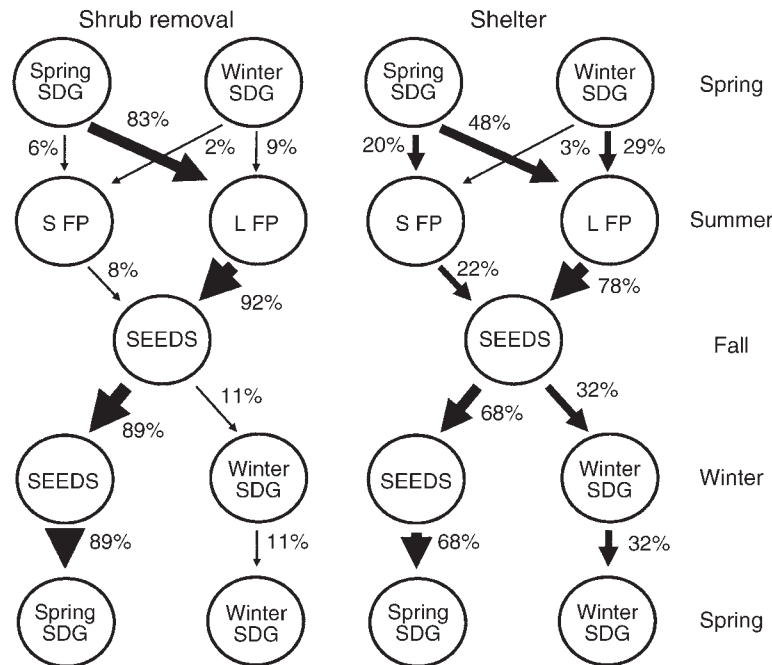 Shrub removal
Shelter
Spring
SDG
Winter
SDG
Spring
SDG
Winter
SDG
Spring
83%
48%
6%
2%
9%
20%
3%
29%
S FP
L FP
S FP
L FP
Summer
8%
92%
22%
78%
SEEDS
SEEDS
Fall
89%
11%
68%
32%
SEEDS
Winter
SDG
SEEDS
Winter
SDG
Winter
89%
11%
68%
32%
Spring
SDG
Winter
SDG
Spring
SDG
Winter
SDG
Spring